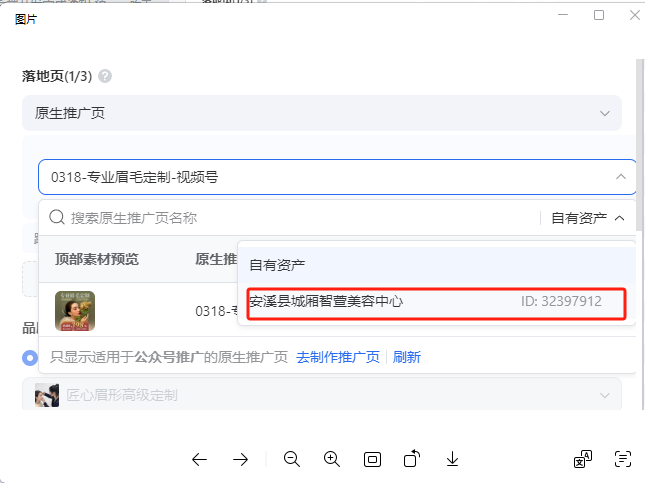 图片
落地页(1/3)
原生推广页
0318-专业眉毛定制-视频号
搜索原生推广页名称
自有资产
顶部素材预览
原生推
自有资产
安溪县城厢智萱美容中心
ID: 32397912
0318-专
只显示适用于公众号推广的原生推广页 去制作推广页 刷新
匠心眉形高级定制